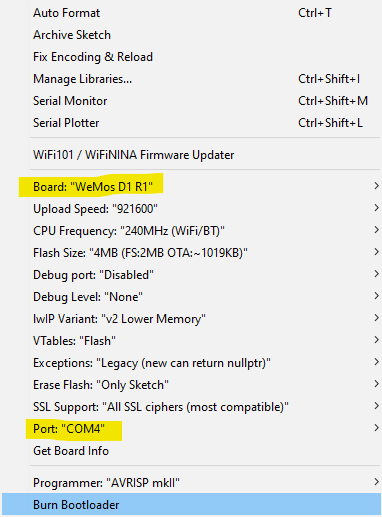 Auto Format Ctrl+T
Archive Sketch
Fix Encoding & Reload
Manage Libraries... Ctrl+Shift+I
Serial Monitor Ctrl+Shift+M
Serial Plotter Ctrl+Shift+L
WiFi101 / WiFiNINA Firmware Updater
Board: "WeMos D1 R1"
Upload Speed: "921600"
CPU Frequency: "240MHz (WiFi/BT)"
Flash Size: "4MB (FS:2MB OTA:~1019KB)"
Debug port: "Disabled"
Debug Level: "None"
lwIP Variant: "v2 Lower Memory"
VTables: "Flash"
Exceptions: "Legacy (new can return nullptr)"
Erase Flash: "Only Sketch"
SSL Support: "All SSL ciphers (most compatible)"
Port: "COM4"
Get Board Info
Programmer: "AVRISP mkII"
Burn Bootloader